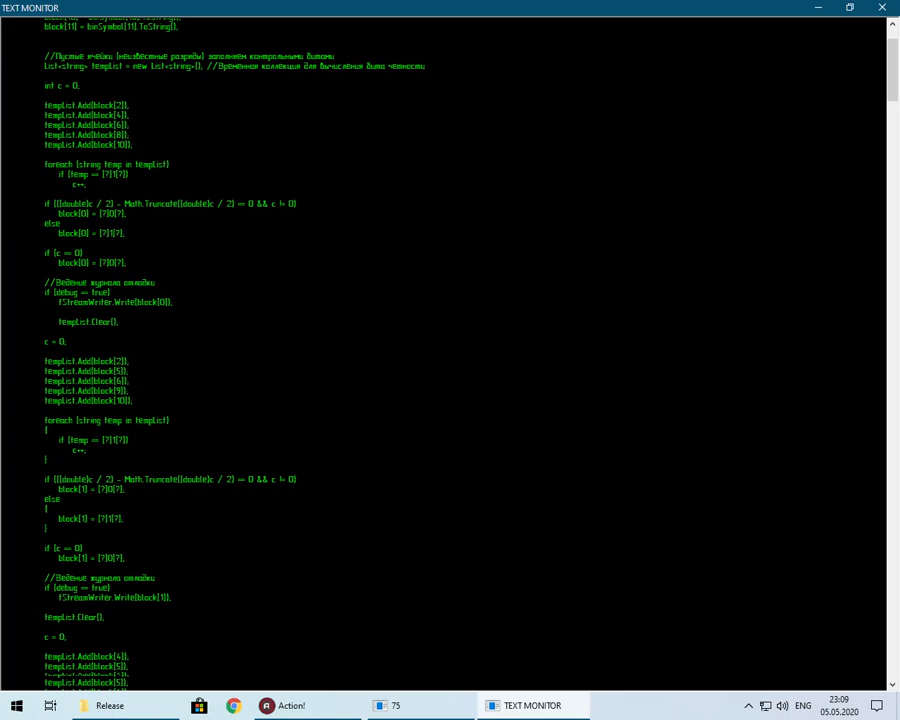 TEXT MONITOR
block[11] = binSymbol[11].ToString(),
//Пустые ячейки (неизвестные разряды) заполняем контрольными битами
List<string> tempList = new List<string>(), //Временная коллекция для вычисления бита четности
int c = 0,
tempList.Add(block[2]),
tempList.Add(block[4]),
tempList.Add(block[6]),
tempList.Add(block[8]),
tempList.Add(block[10]),
foreach (string temp in tempList)
if (temp == [?]1[?])
c++,
if (((double)c / 2) - Math.Truncate((double)c / 2) == 0 && c != 0)
block[0] = [?]0[?],
else
block[0] = [?]1[?],
if (c == 0)
block[0] = [?]0[?],
//Ведение журнала отладки
if (debug == true)
fStreamWriter.Write(block[0]),
tempList.Clear(),
c = 0,
tempList.Add(block[2]),
tempList.Add(block[5]),
tempList.Add(block[6]),
tempList.Add(block[9]),
tempList.Add(block[10]),
foreach (string temp in tempList)
{
if (temp == [?]1[?])
c++,
}
if (((double)c / 2) - Math.Truncate((double)c / 2) == 0 && c != 0)
block[1] = [?]0[?],
else
{
block[1] = [?]1[?],
}
if (c == 0)
block[1] = [?]0[?],
//Ведение журнала отладки
if (debug == true)
fStreamWriter.Write(block[1]),
tempList.Clear(),
c = 0,
tempList.Add(block[4]),
tempList.Add(block[5]),
tempList.Add(block[5]),
Release
Action!
75
TEXT MONITOR
ENG
23:09
05.05.2020